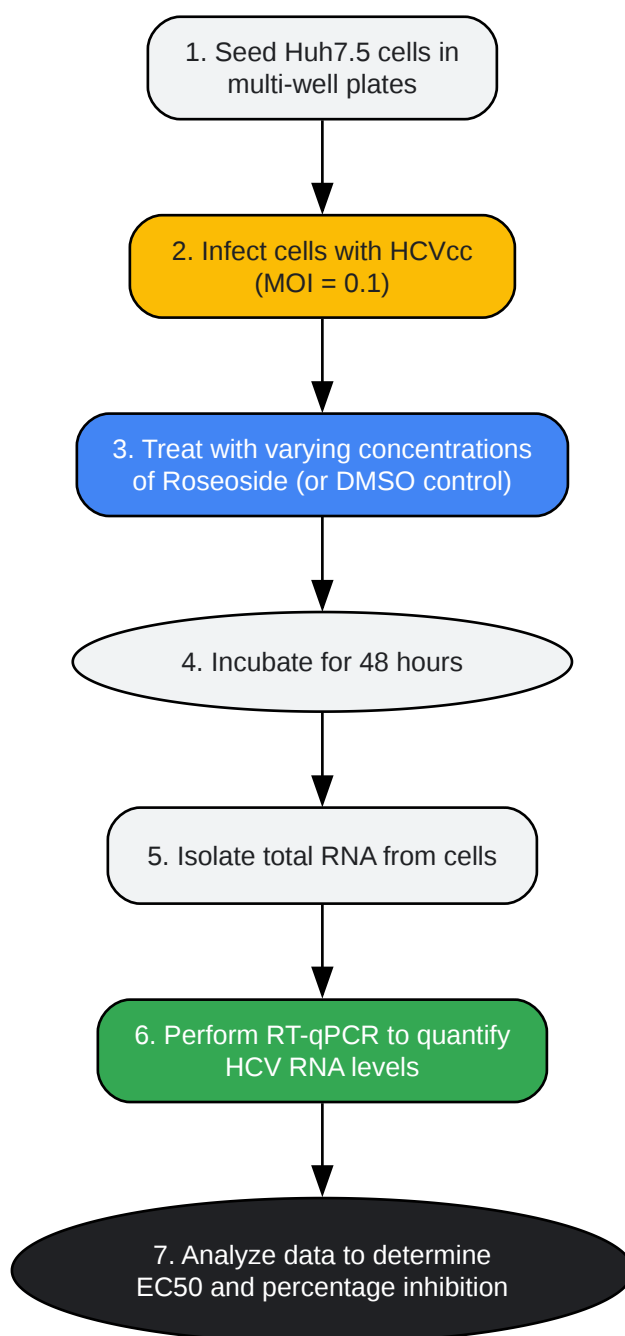 1. Seed Huh7.5 cells in
multi-well plates
2. Infect cells with HCVcc
(MOI = 0.1)
3. Treat with varying concentrations
of Roseoside (or DMSO control)
4. Incubate for 48 hours
5. Isolate total RNA from cells
6. Perform RT-qPCR to quantify
HCV RNA levels
7. Analyze data to determine
EC50 and percentage inhibition